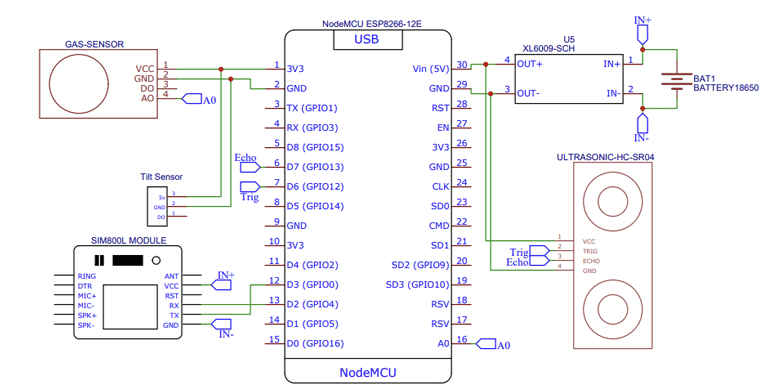 NodeMCU ESP8266-12E
USB
GAS-SENSOR
VCC 1
GND 2
DO 3
AO 4
A0
Tilt Sensor
5v 3
GND 2
DO 1
Echo
Trig
SIM800L MODULE
RING
DTR
MIC+
MIC-
SPK+
SPK-
ANT
VCC
RST
RX
TX
GND
IN+
IN-
1 3V3
2 GND
3 TX (GPIO1)
4 RX (GPIO3)
5 D8 (GPIO15)
6 D7 (GPIO13)
7 D6 (GPIO12)
8 D5 (GPIO14)
9 GND
10 3V3
11 D4 (GPIO2)
12 D3 (GPIO0)
13 D2 (GPIO4)
14 D1 (GPIO5)
15 D0 (GPIO16)
Vin (5V) 30
GND 29
RST 28
EN 27
3V3 26
GND 25
CLK 24
SD0 23
CMD 22
SD1 21
SD2 (GPIO9) 20
SD3 (GPIO10) 19
RSV 18
RSV 17
A0 16
A0
NodeMCU
U5
XL6009-SCH
4 OUT+
3 OUT-
IN+ 1
IN- 2
IN+
IN-
BAT1
BATTERY18650
ULTRASONIC-HC-SR04
1 VCC
2 TRIG
3 ECHO
4 GND
Trig
Echo